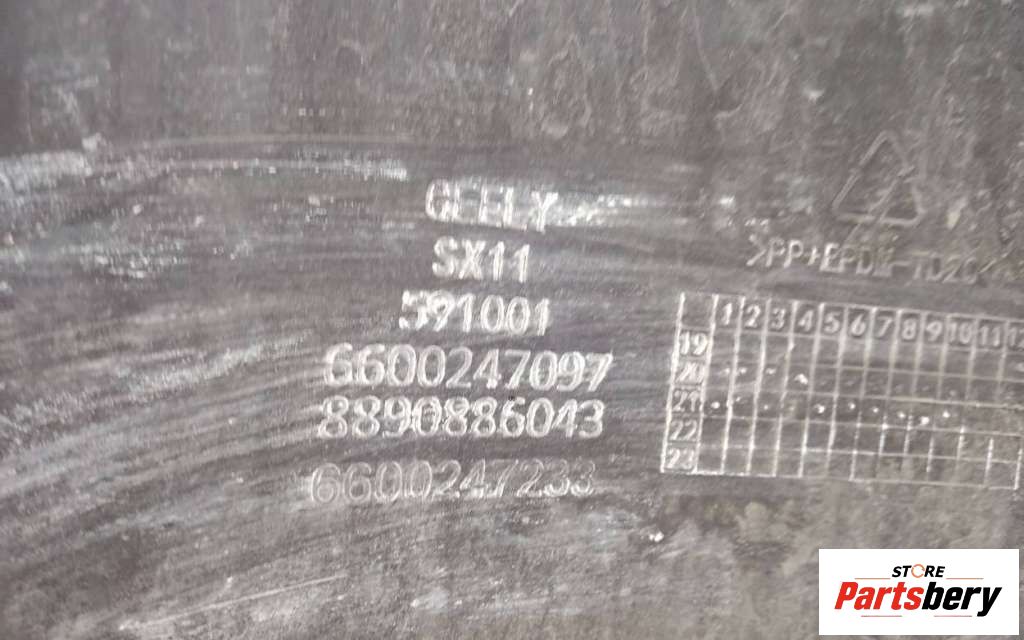 GEELY
SX11
591001
6600247097
8890886043
6600247233
>PP+EPDM-TD20<
1 2 3 4 5 6 7 8 9 10 11 12
19
20
21
22
23
STORE
Partsbery